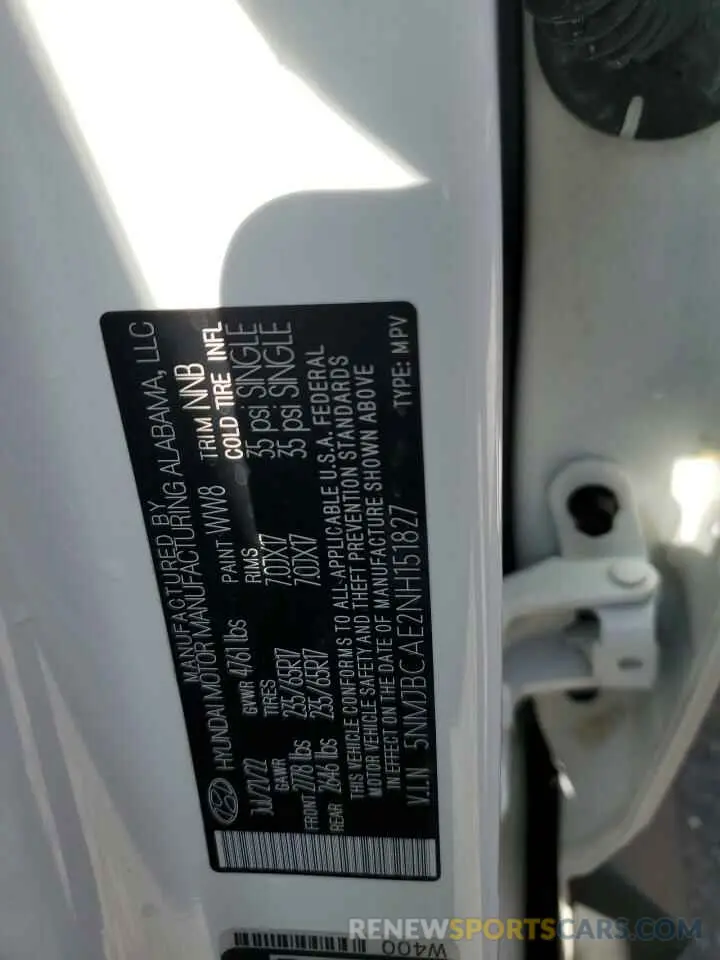 MANUFACTURED BY
HYUNDAI MOTOR MANUFACTURING ALABAMA, LLC
GVWR 4761 lbs PAINT WW8 TRIM NNB
GAWR TIRES RIMS COLD TIRE INFL
FRONT 2778 lbs 235/65R17 7.0JX17 35 psi SINGLE
REAR 2646 lbs 235/65R17 7.0JX17 35 psi SINGLE
THIS VEHICLE CONFORMS TO ALL-APPLICABLE U.S.A. FEDERAL
MOTOR VEHICLE SAFETY AND THEFT PREVENTION STANDARDS
IN EFFECT ON THE DATE OF MANUFACTURE SHOWN ABOVE
V.I.N 5NMJBCAE2NH151827 TYPE: MPV
W400
RENEWSPORTSCARS.COM